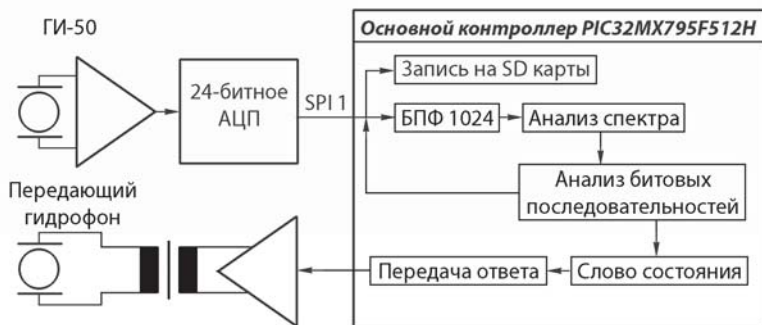 ГИ-50
Основной контроллер PIC32MX795F512H
24-битное
АЦП
SPI 1
Запись на SD карты
БПФ 1024
Анализ спектра
Анализ битовых
последовательностей
Передающий
гидрофон
Передача ответа
Слово состояния